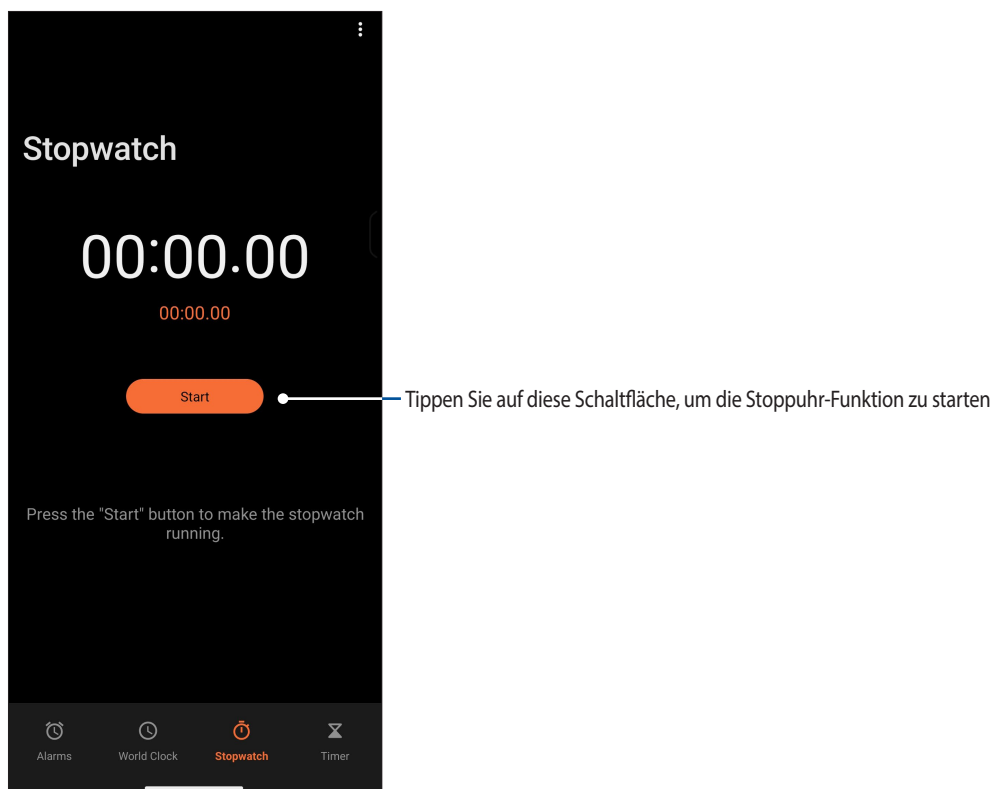 Stopwatch
00:00.00
00:00.00
Start
Tippen Sie auf diese Schaltfläche, um die Stoppuhr-Funktion zu starten
Press the "Start" button to make the stopwatch
running.
Alarms
World Clock
Stopwatch
Timer